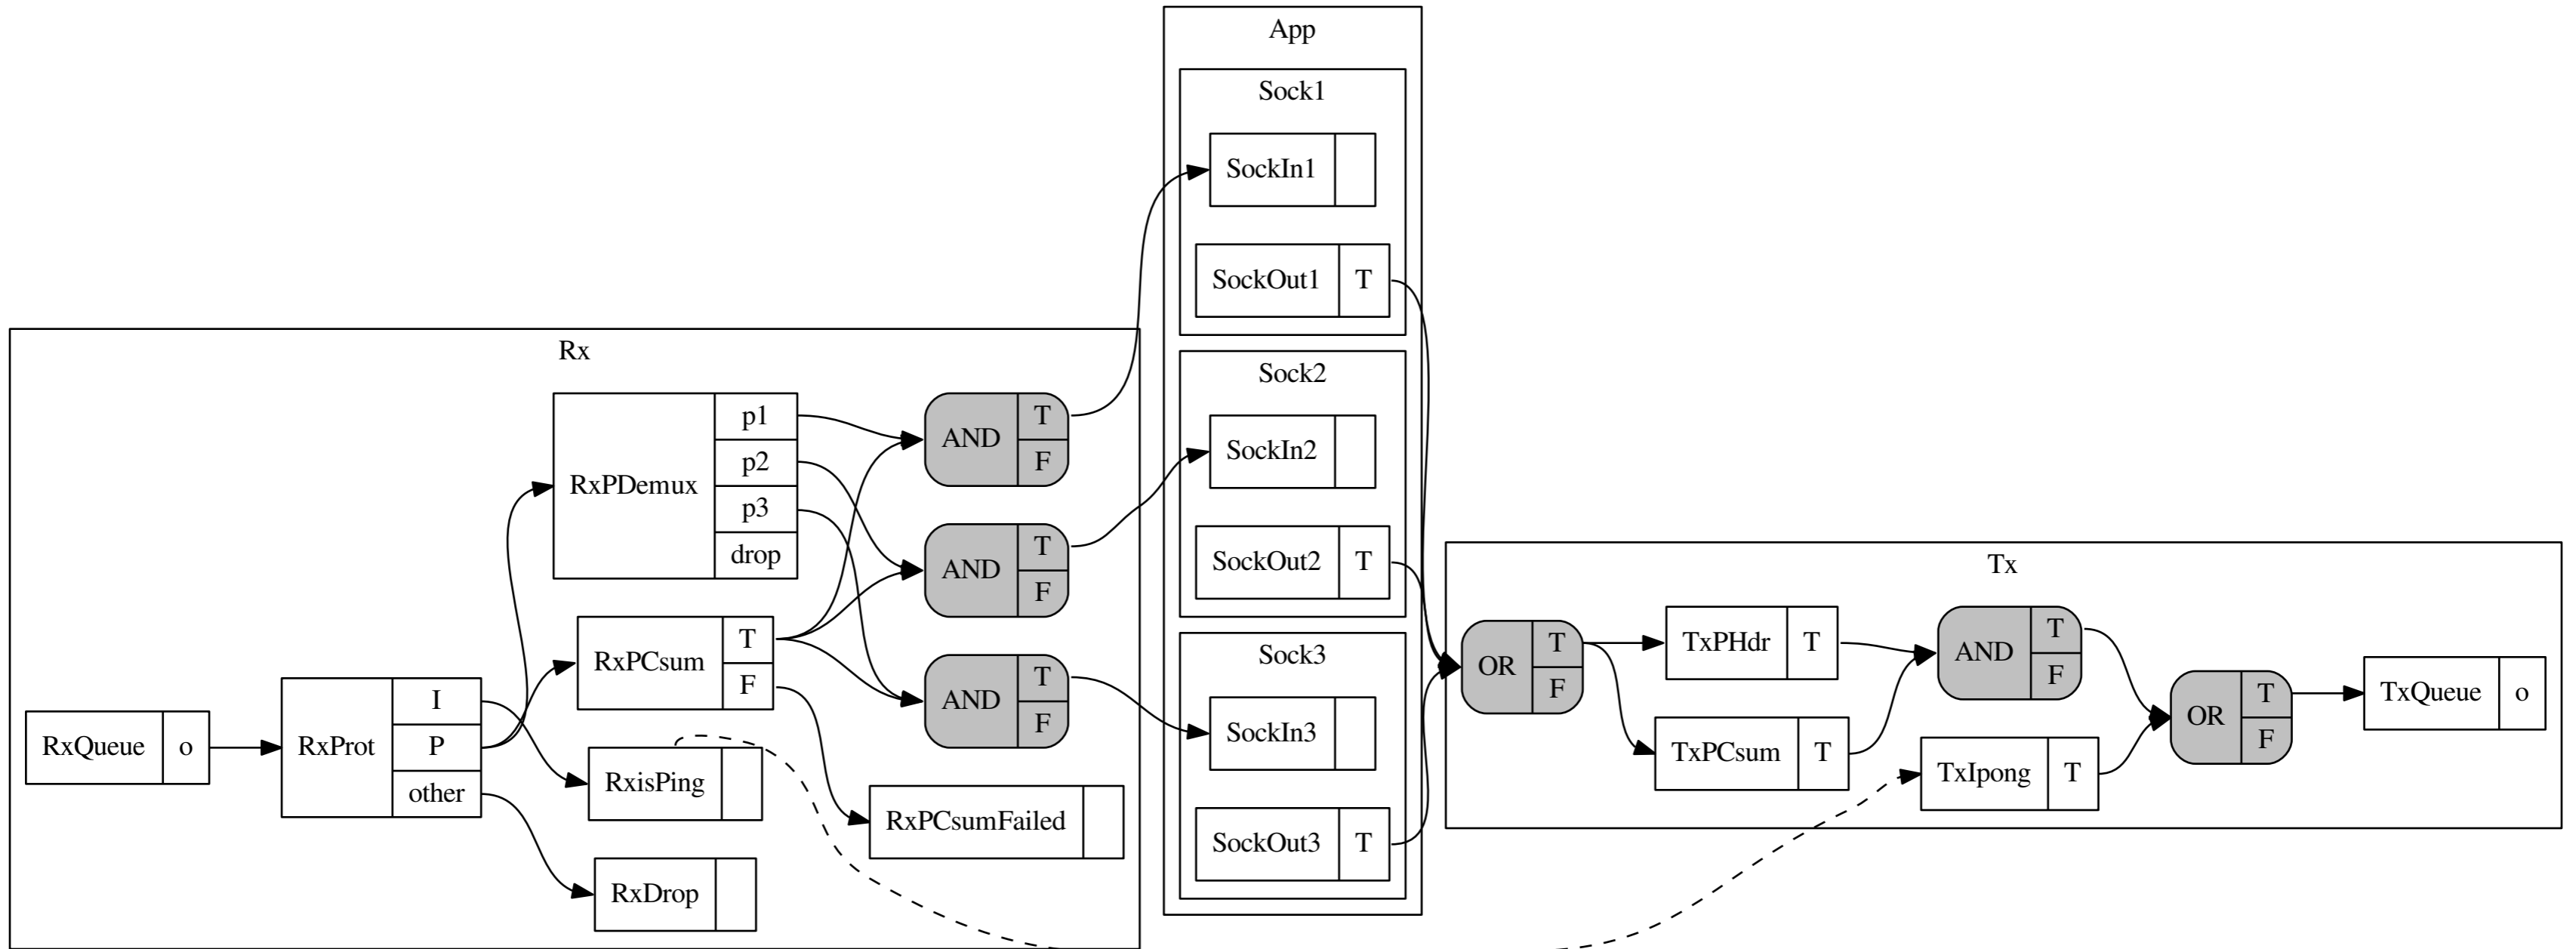 App
Sock1
SockIn1
SockOut1 T
Sock2
SockIn2
SockOut2 T
Sock3
SockIn3
SockOut3 T
Rx
RxQueue o
RxProt
I
P
other
RxPDemux
p1
p2
p3
drop
RxPCsum
T
F
RxisPing
RxDrop
AND
T
F
AND
T
F
AND
T
F
RxPCsumFailed
Tx
OR
T
F
TxPHdr T
TxPCsum T
AND
T
F
TxIpong T
OR
T
F
TxQueue o